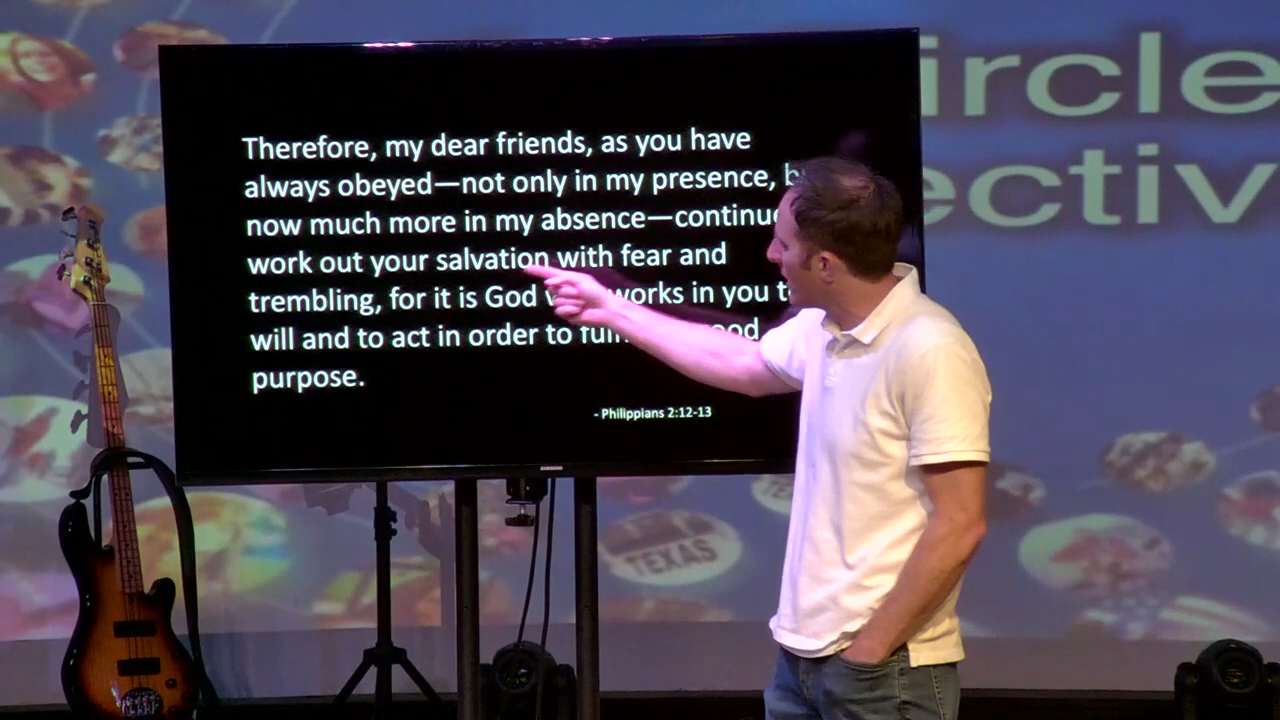 Therefore, my dear friends, as you have
always obeyed—not only in my presence, b
now much more in my absence—continue
work out your salvation with fear and
trembling, for it is God works in you t
will and to act in order to ood
purpose.
- Philippians 2:12-13
ircle
ectiv
TEXAS